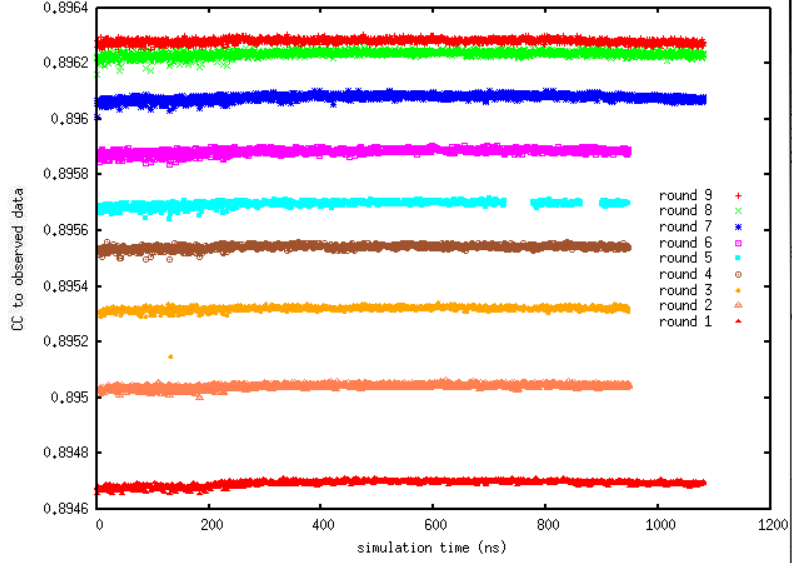 0.8964
0.8962
0.896
0.8958
0.8956
0.8954
0.8952
0.895
0.8948
0.8946
CC to observed data
round 9
round 8
round 7
round 6
round 5
round 4
round 3
round 2
round 1
0 200 400 600 800 1000 1200
simulation time (ns)